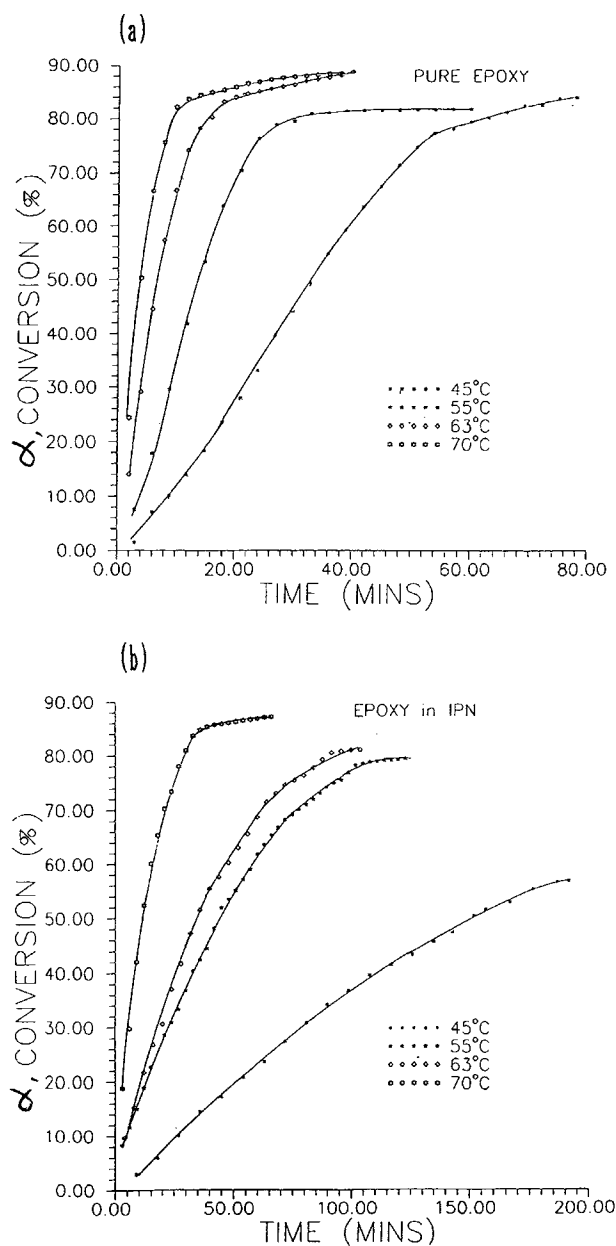 (a)
90.00
80.00
70.00
60.00
50.00
40.00
30.00
20.00
10.00
0.00
α, CONVERSION (%)
PURE EPOXY
45°C
55°C
63°C
70°C
0.00 20.00 40.00 60.00 80.00
TIME (MINS)
(b)
90.00
80.00
70.00
60.00
50.00
40.00
30.00
20.00
10.00
0.00
α, CONVERSION (%)
EPOXY in IPN
45°C
55°C
63°C
70°C
0.00 50.00 100.00 150.00 200.00
TIME (MINS)